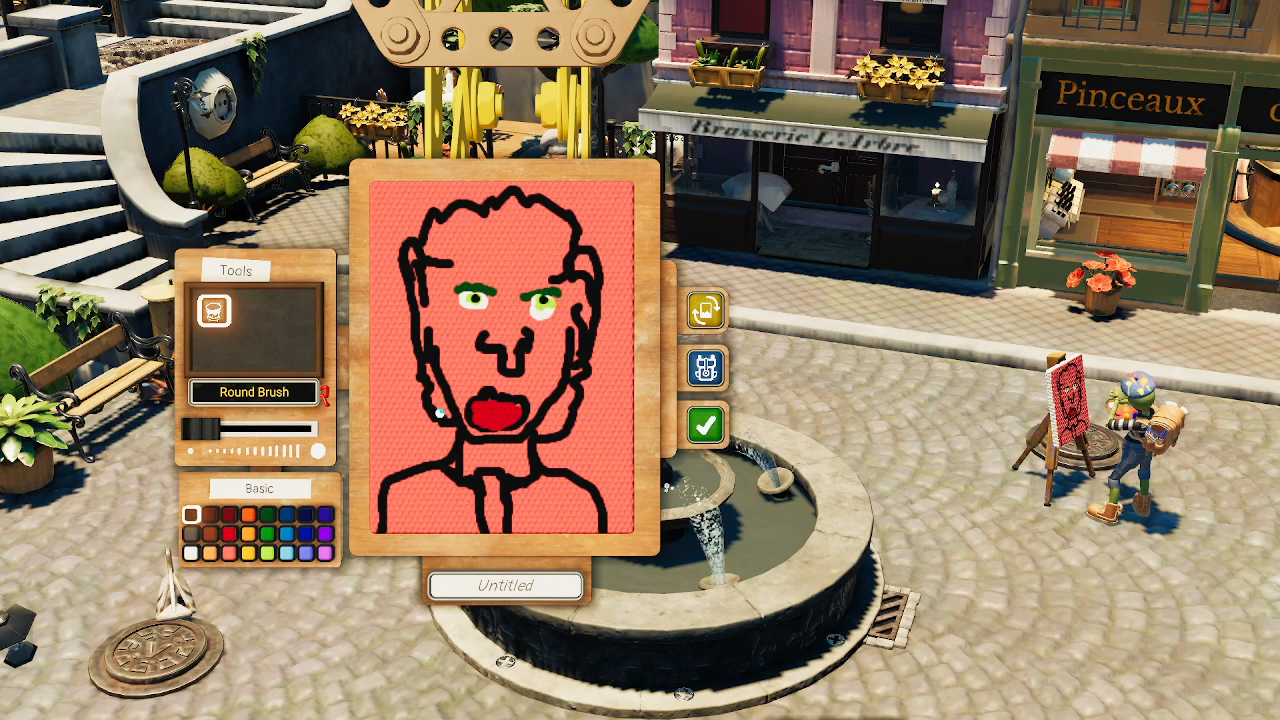 Brasserie L'Arbre
Pinceaux
Tools
Round Brush
Basic
Untitled